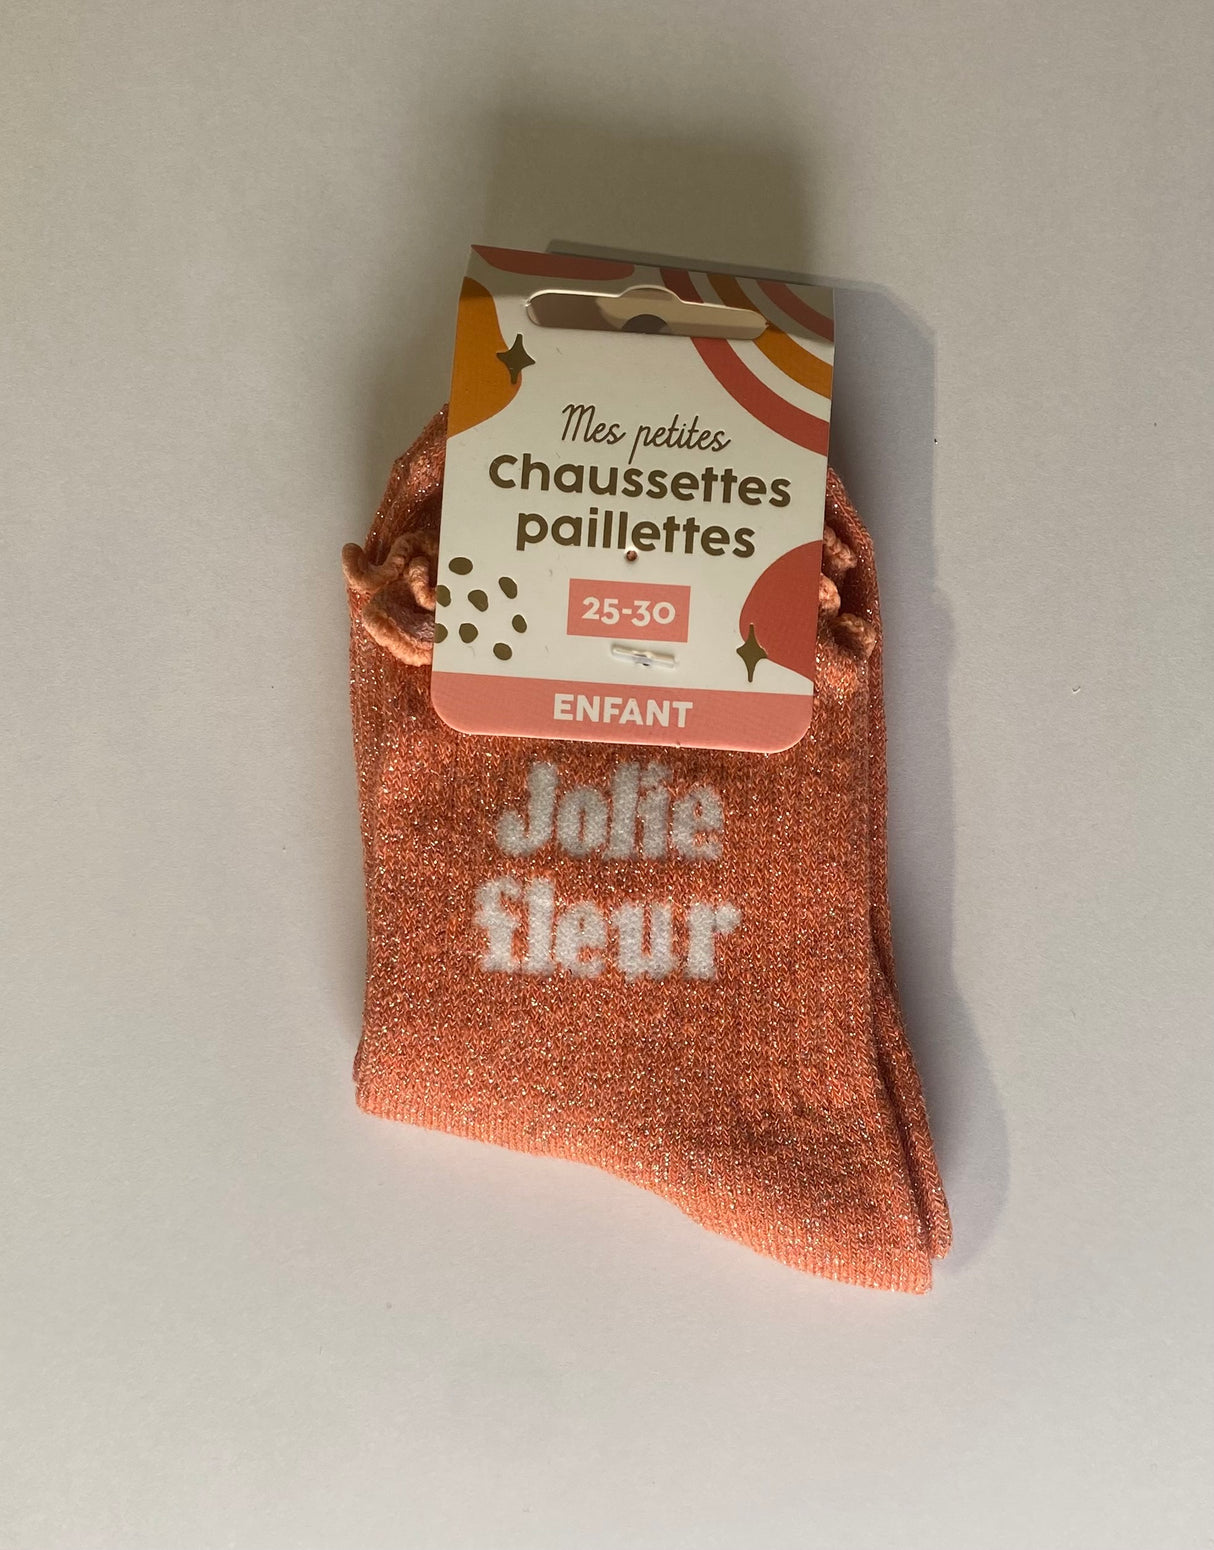 Mes petites
Chaussettes
paillettes
25-30
ENFANT
Jolie
fleur